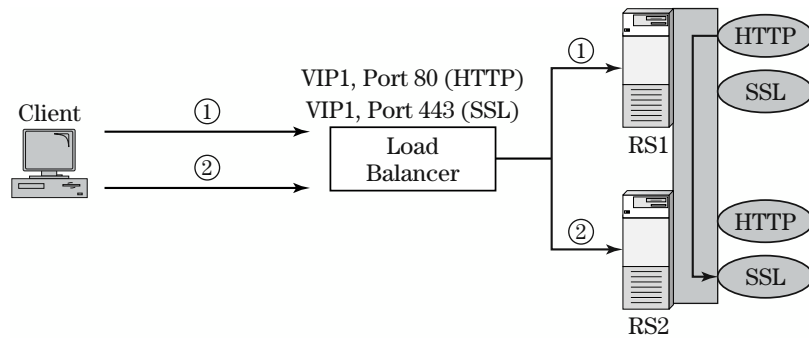 Client
①
②
VIP1, Port 80 (HTTP)
VIP1, Port 443 (SSL)
Load
Balancer
①
②
RS1
RS2
HTTP
SSL
HTTP
SSL